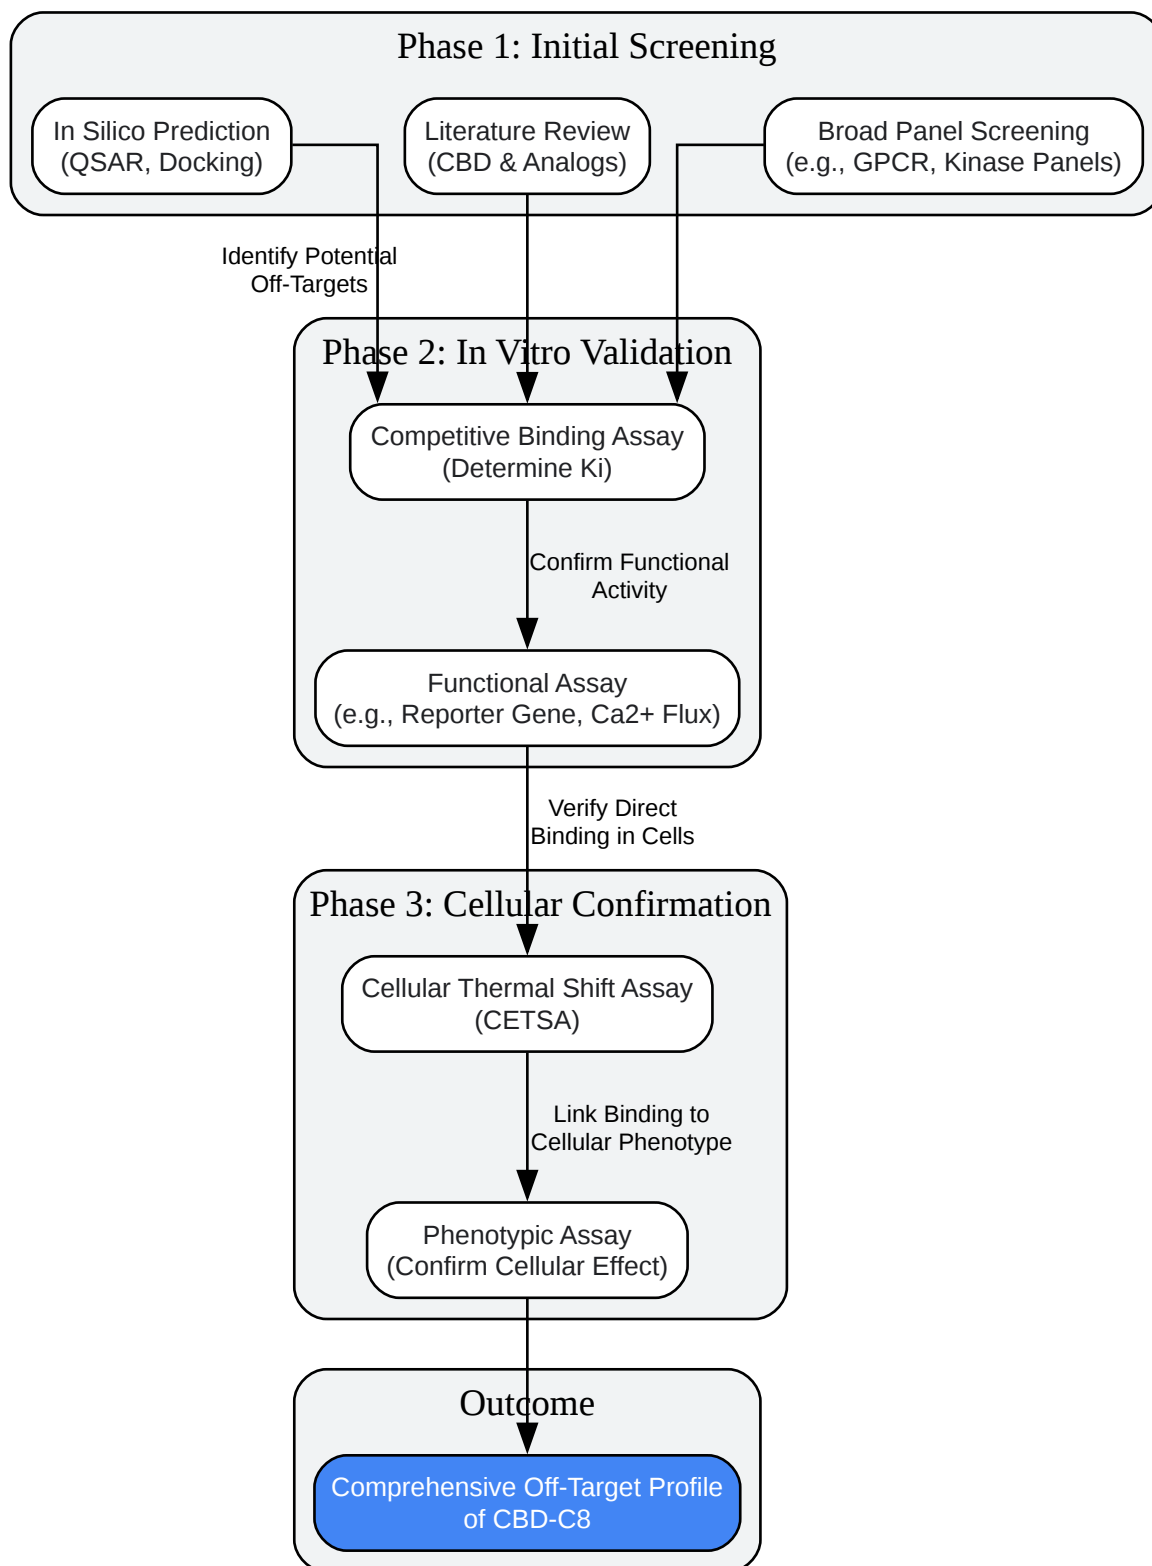 Phase 1: Initial Screening
In Silico Prediction
(QSAR, Docking)
Literature Review
(CBD & Analogs)
Broad Panel Screening
(e.g., GPCR, Kinase Panels)
Identify Potential
Off-Targets
Phase 2: In Vitro Validation
Competitive Binding Assay
(Determine Ki)
Confirm Functional
Activity
Functional Assay
(e.g., Reporter Gene, Ca2+ Flux)
Verify Direct
Binding in Cells
Phase 3: Cellular Confirmation
Cellular Thermal Shift Assay
(CETSA)
Link Binding to
Cellular Phenotype
Phenotypic Assay
(Confirm Cellular Effect)
Outcome
Comprehensive Off-Target Profile
of CBD-C8